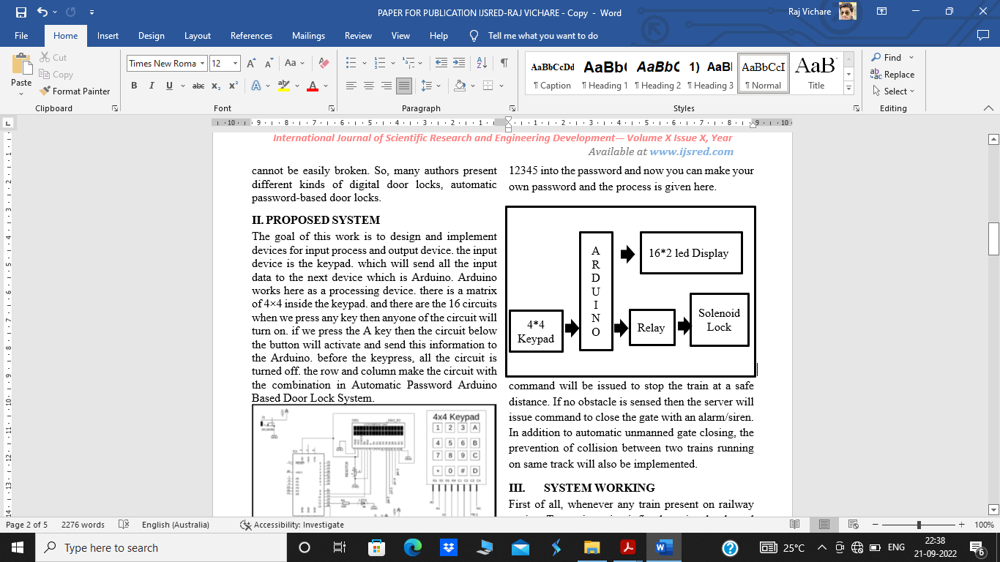 PAPER FOR PUBLICATION IJSRED-RAJ VICHARE - Copy - Word
Raj Vichare
File Home Insert Design Layout References Mailings Review View Help Tell me what you want to do
Cut
Copy
Paste
Format Painter
Times New Roma 12
Aa
B I U abc x₂ x²
AaBbCcDd ¶ Caption
AaBb( ¶ Heading 1
AaBbC ¶ Heading 2
1) AaBl ¶ Heading 3
AaBbCcI ¶ Normal
AaB Title
Find
Replace
Select
Clipboard Font Paragraph Styles Editing
International Journal of Scientific Research and Engineering Development-– Volume X Issue X, Year
Available at www.ijsred.com
cannot be easily broken. So, many authors present
different kinds of digital door locks, automatic
password-based door locks.
II. PROPOSED SYSTEM
The goal of this work is to design and implement
devices for input process and output device. the input
device is the keypad. which will send all the input
data to the next device which is Arduino. Arduino
works here as a processing device. there is a matrix
of 4×4 inside the keypad. and there are the 16 circuits
when we press any key then anyone of the circuit will
turn on. if we press the A key then the circuit below
the button will activate and send this information to
the Arduino. before the keypress, all the circuit is
turned off. the row and column make the circuit with
the combination in Automatic Password Arduino
Based Door Lock System.
4x4 Keypad
1 2 3 A
4 5 6 B
7 8 9 C
* 0 # D
12345 into the password and now you can make your
own password and the process is given here.
ARDUINO
16*2 led Display
4*4
Keypad
Relay
Solenoid
Lock
command will be issued to stop the train at a safe
distance. If no obstacle is sensed then the server will
issue command to close the gate with an alarm/siren.
In addition to automatic unmanned gate closing, the
prevention of collision between two trains running
on same track will also be implemented.
III. SYSTEM WORKING
First of all, whenever any train present on railway
Page 2 of 5 2276 words English (Australia) Accessibility: Investigate 100%
Type here to search
25°C ENG
22:38
21-09-2022
6